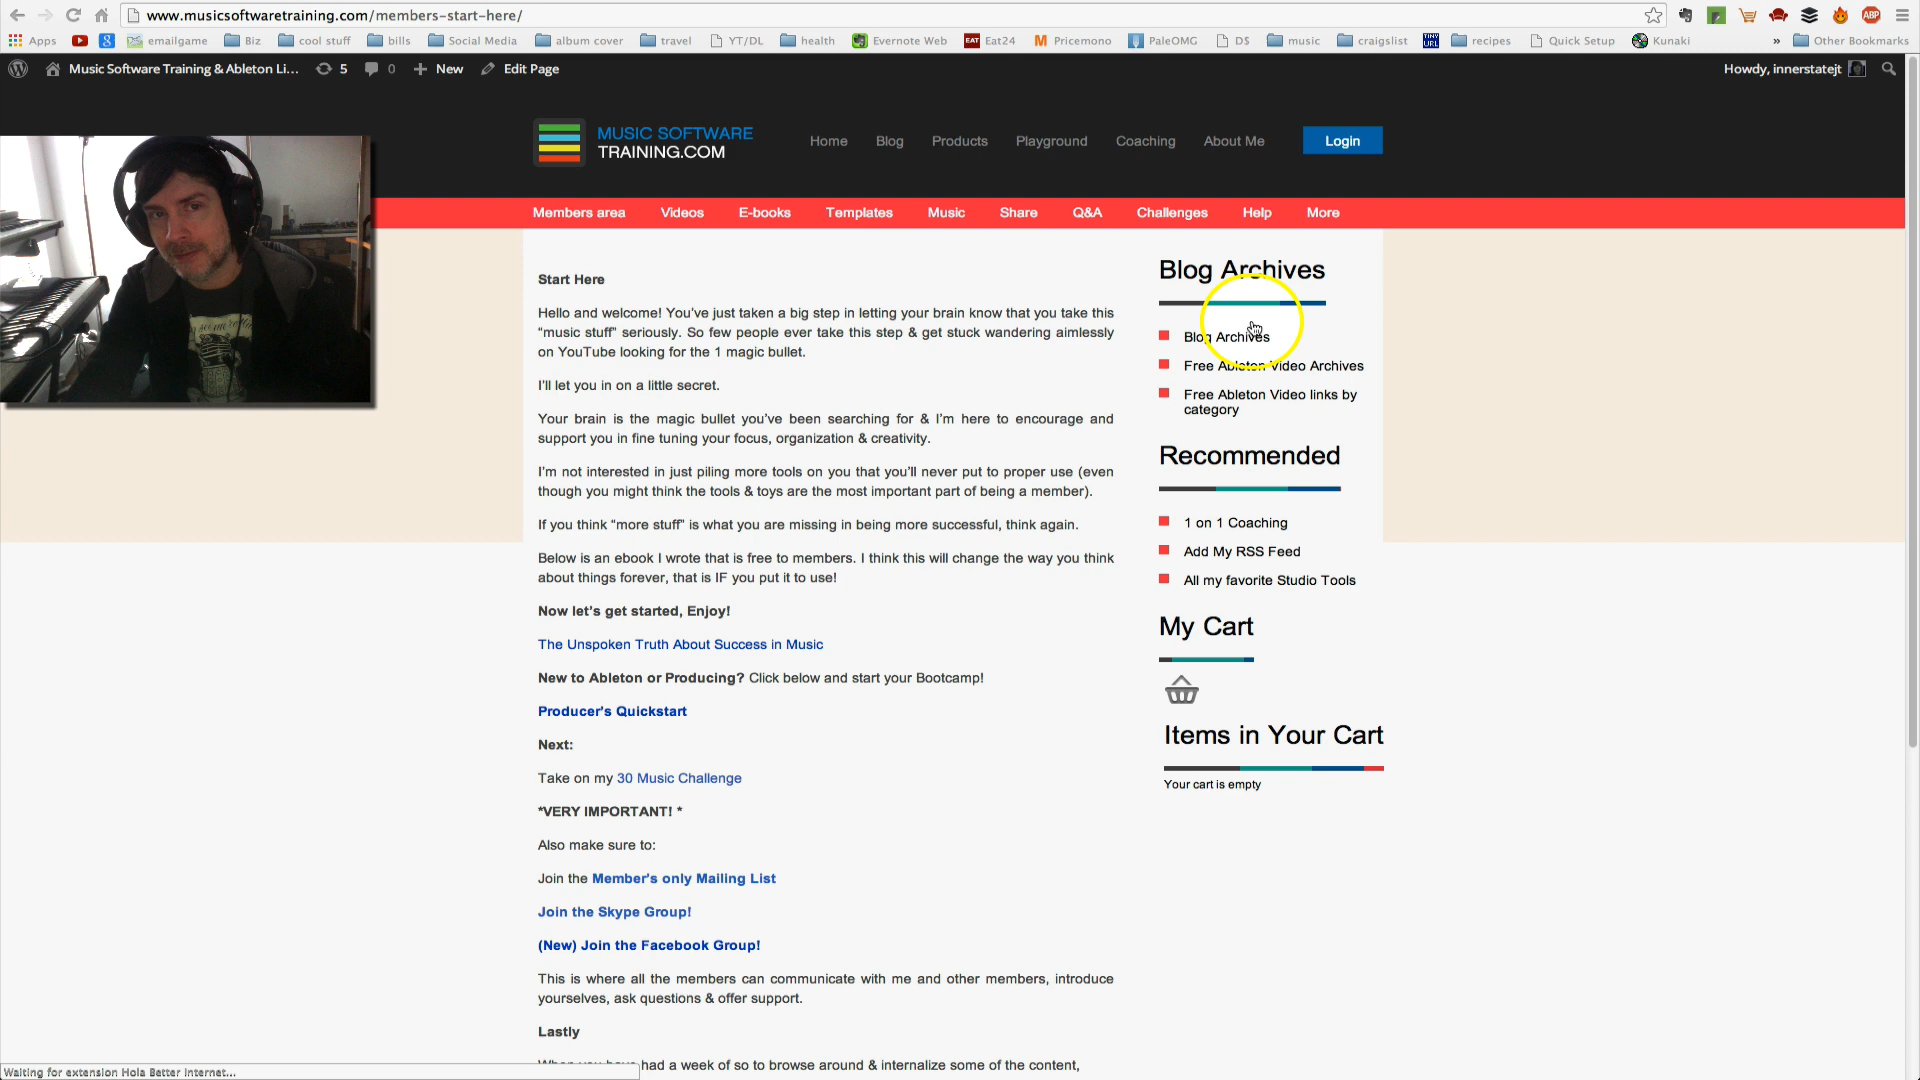 www.musicsoftwaretraining.com/members-start-here/
ABP
Apps
emailgame
Biz
cool stuff
bills
Social Media
album cover
travel
YT/DL
health
Evernote Web
EAT
Eat24
Pricemono
PaleOMG
D$
music
craigslist
TINY
URL
recipes
Quick Setup
Kunaki
»
Other Bookmarks
Music Software Training & Ableton Li...
5
0
New
Edit Page
Howdy, innerstatejt
MUSIC SOFTWARE
TRAINING.COM
Home
Blog
Products
Playground
Coaching
About Me
Login
Members area
Videos
E-books
Templates
Music
Share
Q&A
Challenges
Help
More
Start Here
Hello and welcome! You’ve just taken a big step in letting your brain know that you take this
“music stuff” seriously. So few people ever take this step & get stuck wandering aimlessly
on YouTube looking for the 1 magic bullet.
I’ll let you in on a little secret.
Your brain is the magic bullet you’ve been searching for & I’m here to encourage and
support you in fine tuning your focus, organization & creativity.
I’m not interested in just piling more tools on you that you’ll never put to proper use (even
though you might think the tools & toys are the most important part of being a member).
If you think “more stuff” is what you are missing in being more successful, think again.
Below is an ebook I wrote that is free to members. I think this will change the way you think
about things forever, that is IF you put it to use!
Now let’s get started, Enjoy!
The Unspoken Truth About Success in Music
New to Ableton or Producing? Click below and start your Bootcamp!
Producer’s Quickstart
Next:
Take on my 30 Music Challenge
*VERY IMPORTANT! *
Also make sure to:
Join the Member’s only Mailing List
Join the Skype Group!
(New) Join the Facebook Group!
This is where all the members can communicate with me and other members, introduce
yourselves, ask questions & offer support.
Lastly
When you have had a week of so to browse around & internalize some of the content,
Blog Archives
Blog Archives
Free Ableton Video Archives
Free Ableton Video links by
category
Recommended
1 on 1 Coaching
Add My RSS Feed
All my favorite Studio Tools
My Cart
Items in Your Cart
Your cart is empty
Waiting for extension Hola Better Internet...